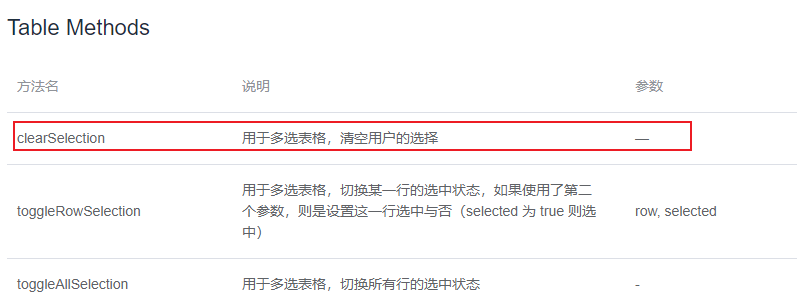 Table Methods
方法名 说明 参数
clearSelection 用于多选表格，清空用户的选择 —
用于多选表格，切换某一行的选中状态，如果使用了第二
toggleRowSelection 个参数，则是设置这一行选中与否（selected 为 true 则选 row, selected
中）
toggleAllSelection 用于多选表格，切换所有行的选中状态 -